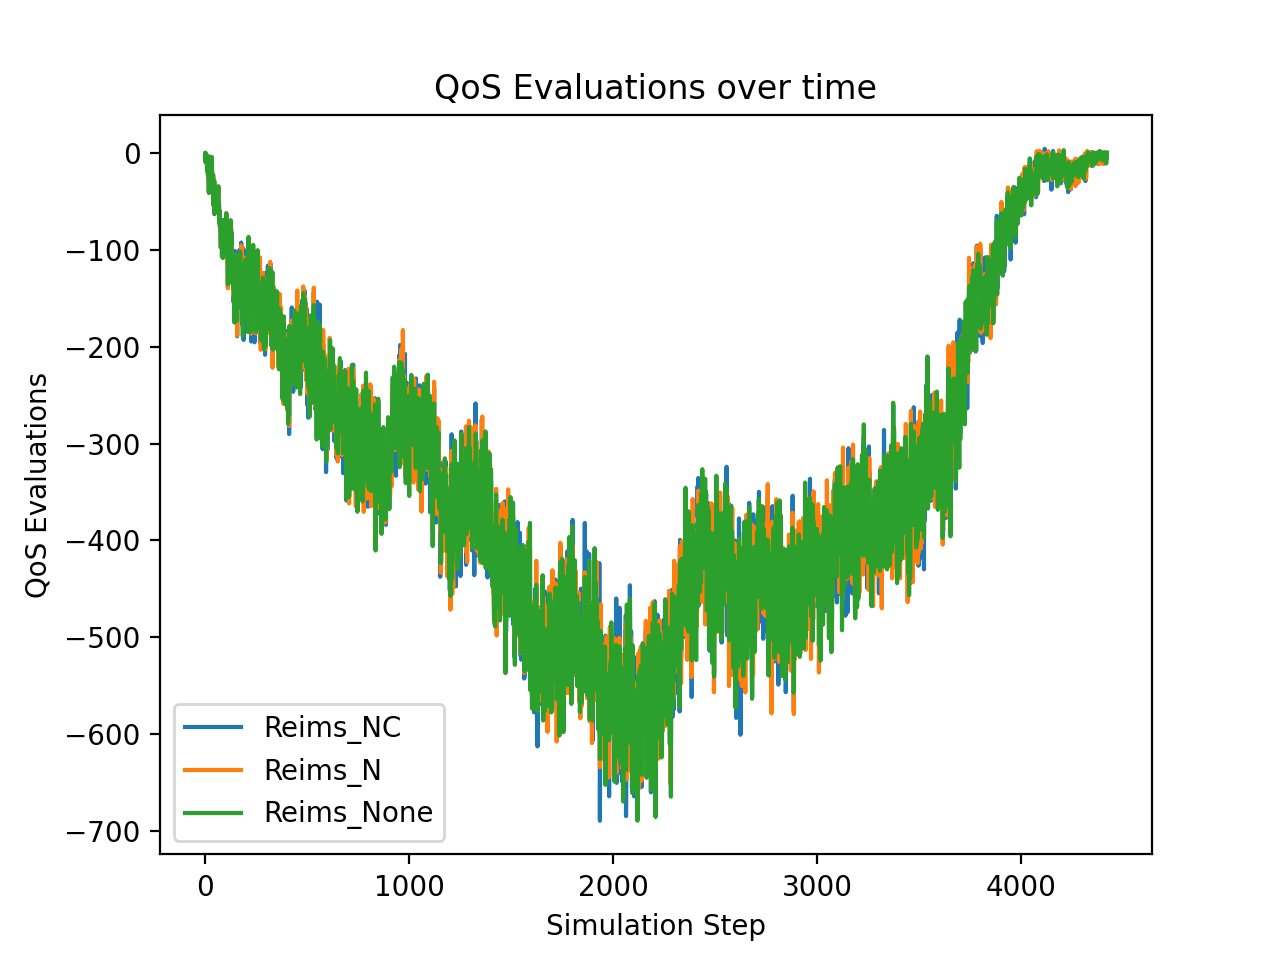 QoS Evaluations over time
QoS Evaluations
0
−100
−200
−300
−400
−500
−600
−700
Reims_NC
Reims_N
Reims_None
0
1000
2000
3000
4000
Simulation Step